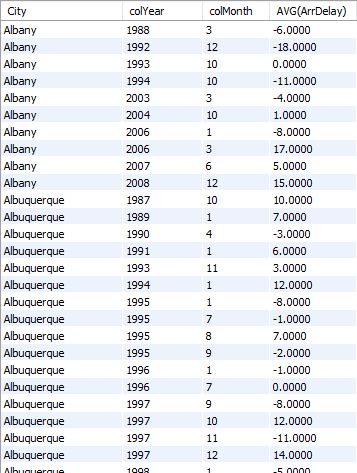 City colYear colMonth AVG(ArrDelay)
Albany 1988 3 -6.0000
Albany 1992 12 -18.0000
Albany 1993 10 0.0000
Albany 1994 10 -11.0000
Albany 2003 3 -4.0000
Albany 2004 10 1.0000
Albany 2006 1 -8.0000
Albany 2006 3 17.0000
Albany 2007 6 5.0000
Albany 2008 12 15.0000
Albuquerque 1987 10 10.0000
Albuquerque 1989 1 7.0000
Albuquerque 1990 4 -3.0000
Albuquerque 1991 1 6.0000
Albuquerque 1993 11 3.0000
Albuquerque 1994 1 12.0000
Albuquerque 1995 1 -8.0000
Albuquerque 1995 7 -1.0000
Albuquerque 1995 8 7.0000
Albuquerque 1995 9 -2.0000
Albuquerque 1996 1 -1.0000
Albuquerque 1996 7 0.0000
Albuquerque 1997 9 -8.0000
Albuquerque 1997 10 12.0000
Albuquerque 1997 11 -11.0000
Albuquerque 1997 12 14.0000
Albuquerque 1998 1 -5.0000